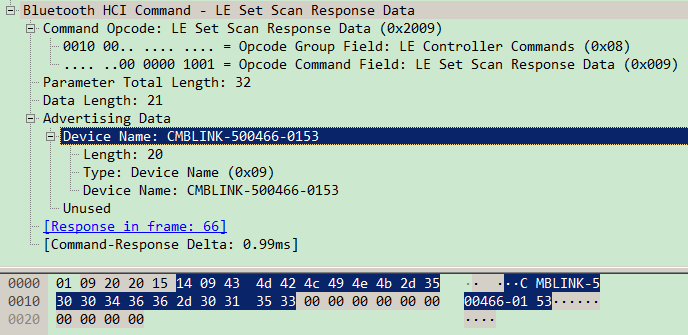 Bluetooth HCI Command - LE Set Scan Response Data
Command Opcode: LE Set Scan Response Data (0x2009)
0010 00.. .... .... = Opcode Group Field: LE Controller Commands (0x08)
.... ..00 0000 1001 = Opcode Command Field: LE Set Scan Response Data (0x009)
Parameter Total Length: 32
Data Length: 21
Advertising Data
Device Name: CMBLINK-500466-0153
Length: 20
Type: Device Name (0x09)
Device Name: CMBLINK-500466-0153
Unused
[Response in frame: 66]
[Command-Response Delta: 0.99ms]
0000 01 09 20 20 15 14 09 43 4d 42 4c 49 4e 4b 2d 35 ..  ...C MBLINK-5
0010 30 30 34 36 36 2d 30 31 35 33 00 00 00 00 00 00 00466-01 53......
0020 00 00 00 00 ....